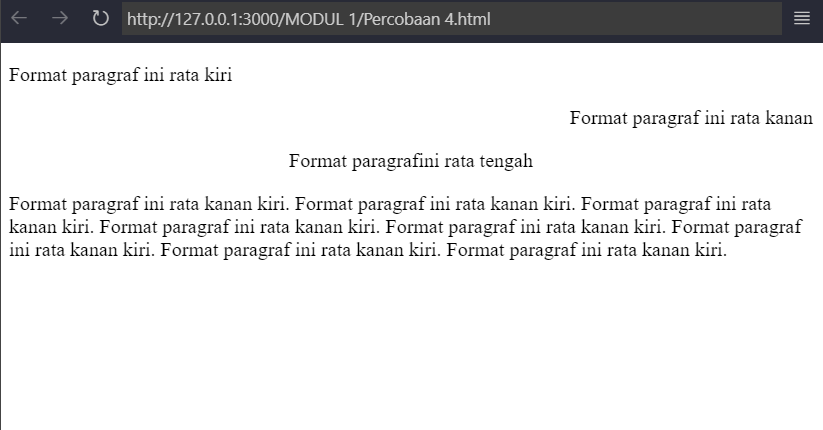 http://127.0.0.1:3000/MODUL 1/Percobaan 4.html
Format paragraf ini rata kiri
Format paragraf ini rata kanan
Format paragrafini rata tengah
Format paragraf ini rata kanan kiri. Format paragraf ini rata kanan kiri. Format paragraf ini rata
kanan kiri. Format paragraf ini rata kanan kiri. Format paragraf ini rata kanan kiri. Format paragraf
ini rata kanan kiri. Format paragraf ini rata kanan kiri. Format paragraf ini rata kanan kiri.